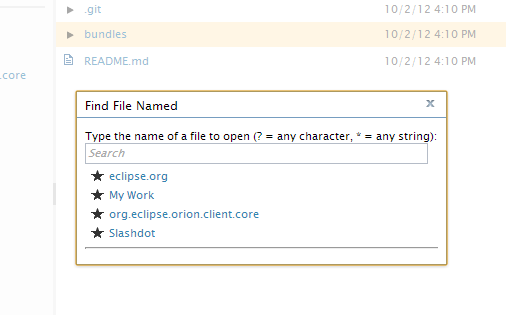 .git 10/2/12 4:10 PM
bundles 10/2/12 4:10 PM
README.md 10/2/12 4:10 PM
.core
Find File Named x
Type the name of a file to open (? = any character, * = any string):
Search
eclipse.org
My Work
org.eclipse.orion.client.core
Slashdot